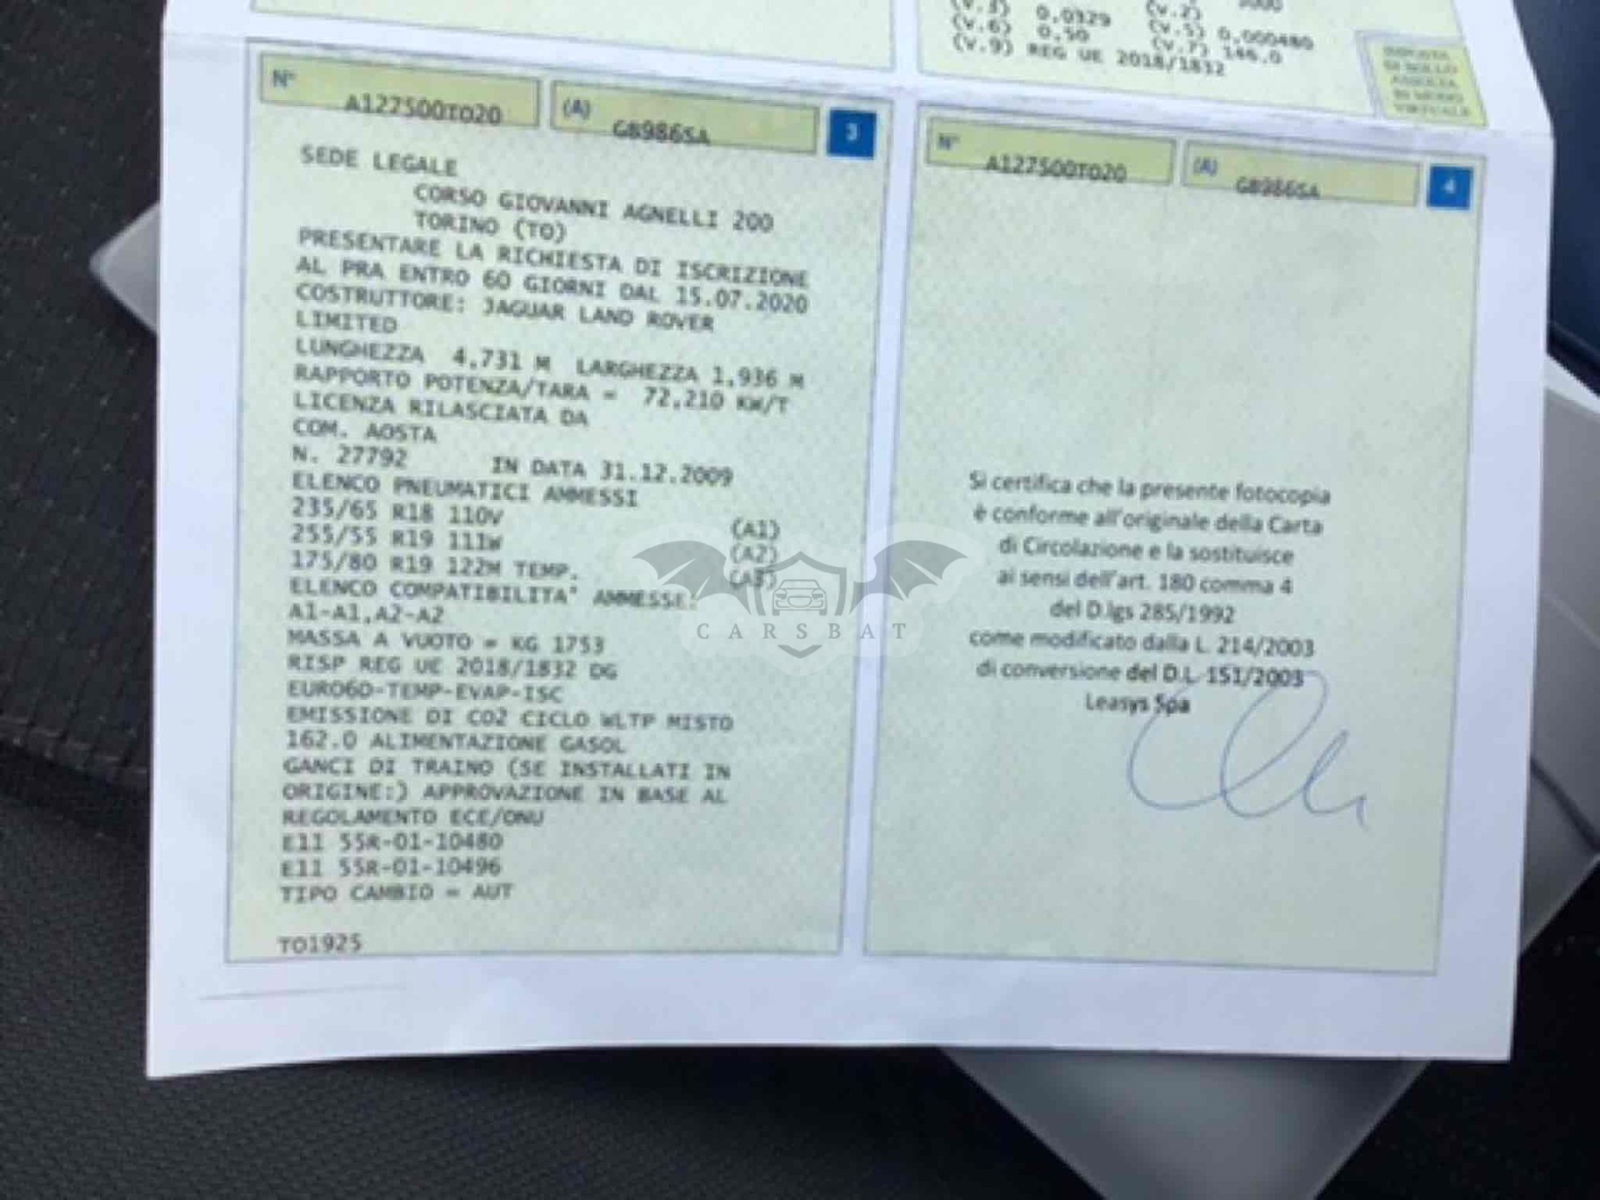 (V.3) 0.0329 (V.2)
(V.6) 0.50 (V.5) 0.000480
(V.9) REG UE 2018/1832 (V.7) 146.0
IMPOSTA
DI BOLLO
ASSOLTA
IN MODO
VIRTUALE
N° A127500TO20 (A) GB986SA 3
SEDE LEGALE
CORSO GIOVANNI AGNELLI 200
TORINO (TO)
PRESENTARE LA RICHIESTA DI ISCRIZIONE
AL PRA ENTRO 60 GIORNI DAL 15.07.2020
COSTRUTTORE: JAGUAR LAND ROVER
LIMITED
LUNGHEZZA 4,731 M LARGHEZZA 1,936 M
RAPPORTO POTENZA/TARA = 72,210 KW/T
LICENZA RILASCIATA DA
COM. AOSTA
N. 27792 IN DATA 31.12.2009
ELENCO PNEUMATICI AMMESSI
235/65 R18 110V (A1)
255/55 R19 111W (A2)
175/80 R19 122M TEMP. (A3)
ELENCO COMPATIBILITA' AMMESSE:
A1-A1,A2-A2
MASSA A VUOTO = KG 1753
RISP REG UE 2018/1832 DG
EURO6D-TEMP-EVAP-ISC
EMISSIONE DI CO2 CICLO WLTP MISTO
162.0 ALIMENTAZIONE GASOL
GANCI DI TRAINO (SE INSTALLATI IN
ORIGINE:) APPROVAZIONE IN BASE AL
REGOLAMENTO ECE/ONU
E11 55R-01-10480
E11 55R-01-10496
TIPO CAMBIO = AUT
TO1925
N° A127500TO20 (A) GB986SA 4
Si certifica che la presente fotocopia
è conforme all'originale della Carta
di Circolazione e la sostituisce
ai sensi dell'art. 180 comma 4
del D.lgs 285/1992
come modificato dalla L. 214/2003
di conversione del D.L 151/2003
Leasys Spa
CARSBAT